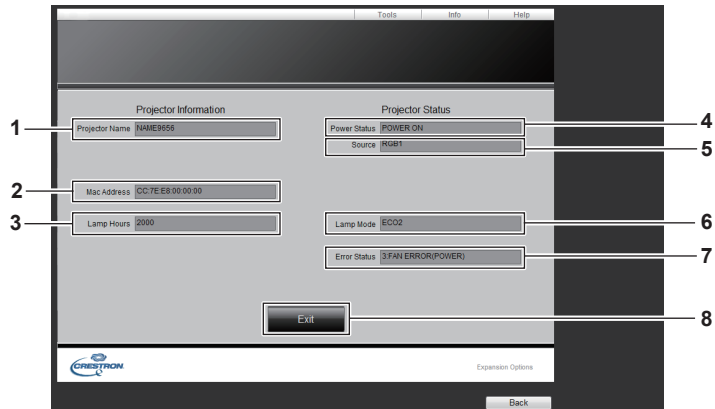 Tools Info Help
Projector Information Projector Status
1 Projector Name NAME9656 Power Status POWER ON 4
Source RGB1 5
2 Mac Address CC:7E:E8:00:00:00
3 Lamp Hours 2000 Lamp Mode ECO2 6
Error Status 3:FAN ERROR(POWER) 7
Exit 8
CRESTRON Expansion Options
Back